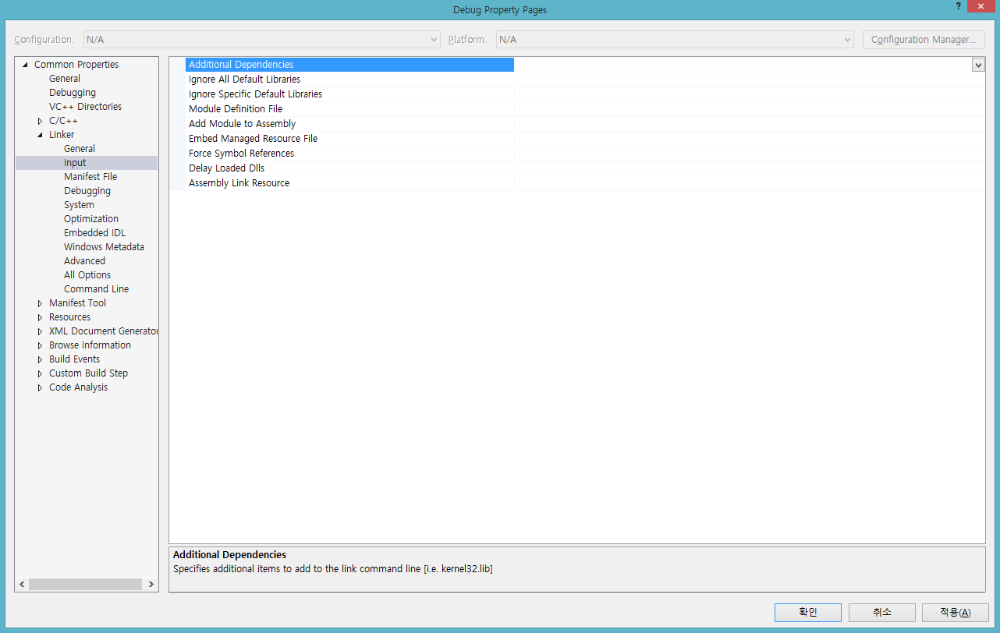 Debug Property Pages
?
Configuration: N/A Platform: N/A Configuration Manager...
Common Properties
General
Debugging
VC++ Directories
C/C++
Linker
General
Input
Manifest File
Debugging
System
Optimization
Embedded IDL
Windows Metadata
Advanced
All Options
Command Line
Manifest Tool
Resources
XML Document Generator
Browse Information
Build Events
Custom Build Step
Code Analysis
Additional Dependencies
Ignore All Default Libraries
Ignore Specific Default Libraries
Module Definition File
Add Module to Assembly
Embed Managed Resource File
Force Symbol References
Delay Loaded Dlls
Assembly Link Resource
Additional Dependencies
Specifies additional items to add to the link command line [i.e. kernel32.lib]
확인 취소 적용(A)